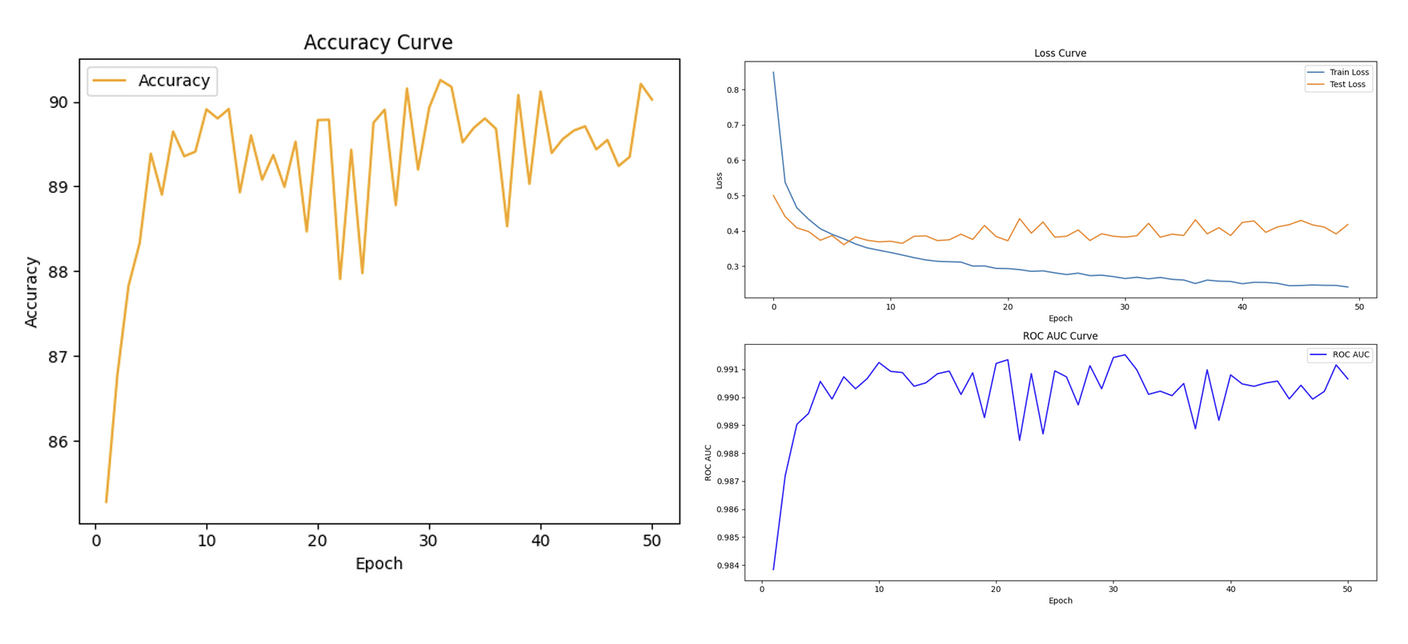 Accuracy Curve
Accuracy
90
89
88
87
86
Accuracy
0 10 20 30 40 50
Epoch
Loss Curve
Train Loss
Test Loss
0.8
0.7
0.6
0.5
0.4
0.3
Loss
0 10 20 30 40 50
Epoch
ROC AUC Curve
ROC AUC
0.991
0.990
0.989
0.988
0.987
0.986
0.985
0.984
ROC AUC
0 10 20 30 40 50
Epoch